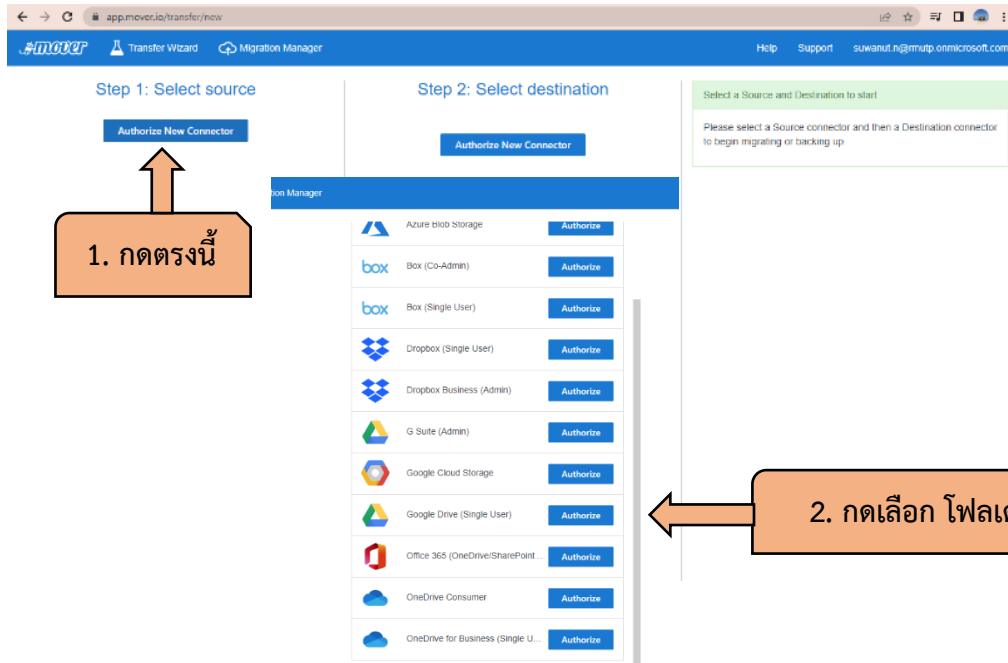 app.mover.io/transfer/new
mover Transfer Wizard Migration Manager Help Support suwanut.n@rmutp.onmicrosoft.com
Step 1: Select source
Authorize New Connector
1. กดตรงนี้
Step 2: Select destination
Authorize New Connector
Select a Source and Destination to start
Please select a Source connector and then a Destination connector
to begin migrating or backing up
tion Manager
Azure Blob Storage Authorize
box Box (Co-Admin) Authorize
box Box (Single User) Authorize
Dropbox (Single User) Authorize
Dropbox Business (Admin) Authorize
G Suite (Admin) Authorize
Google Cloud Storage Authorize
Google Drive (Single User) Authorize
Office 365 (OneDrive/SharePoint ... Authorize
OneDrive Consumer Authorize
OneDrive for Business (Single U... Authorize
2. กดเลือก